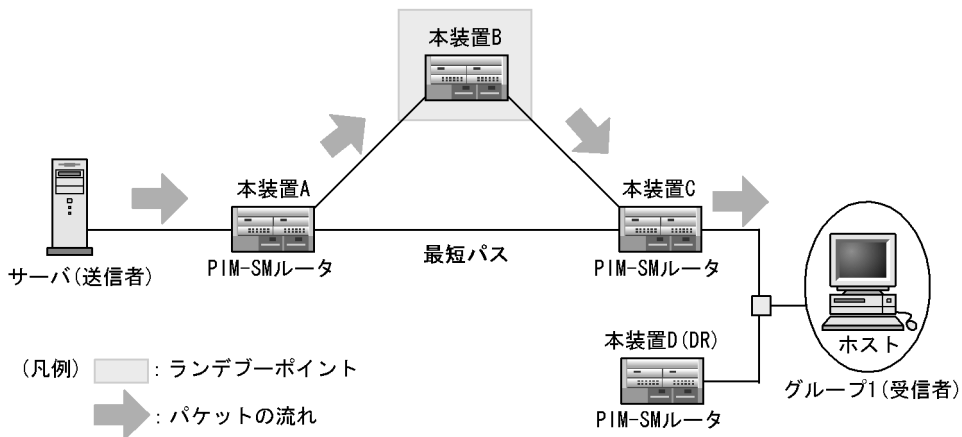 本装置B
本装置A
本装置C
最短パス
サーバ(送信者)
PIM-SMルータ
PIM-SMルータ
本装置D(DR)
ホスト
(凡例)
:ランデブーポイント
グループ1(受信者)
:パケットの流れ
PIM-SMルータ